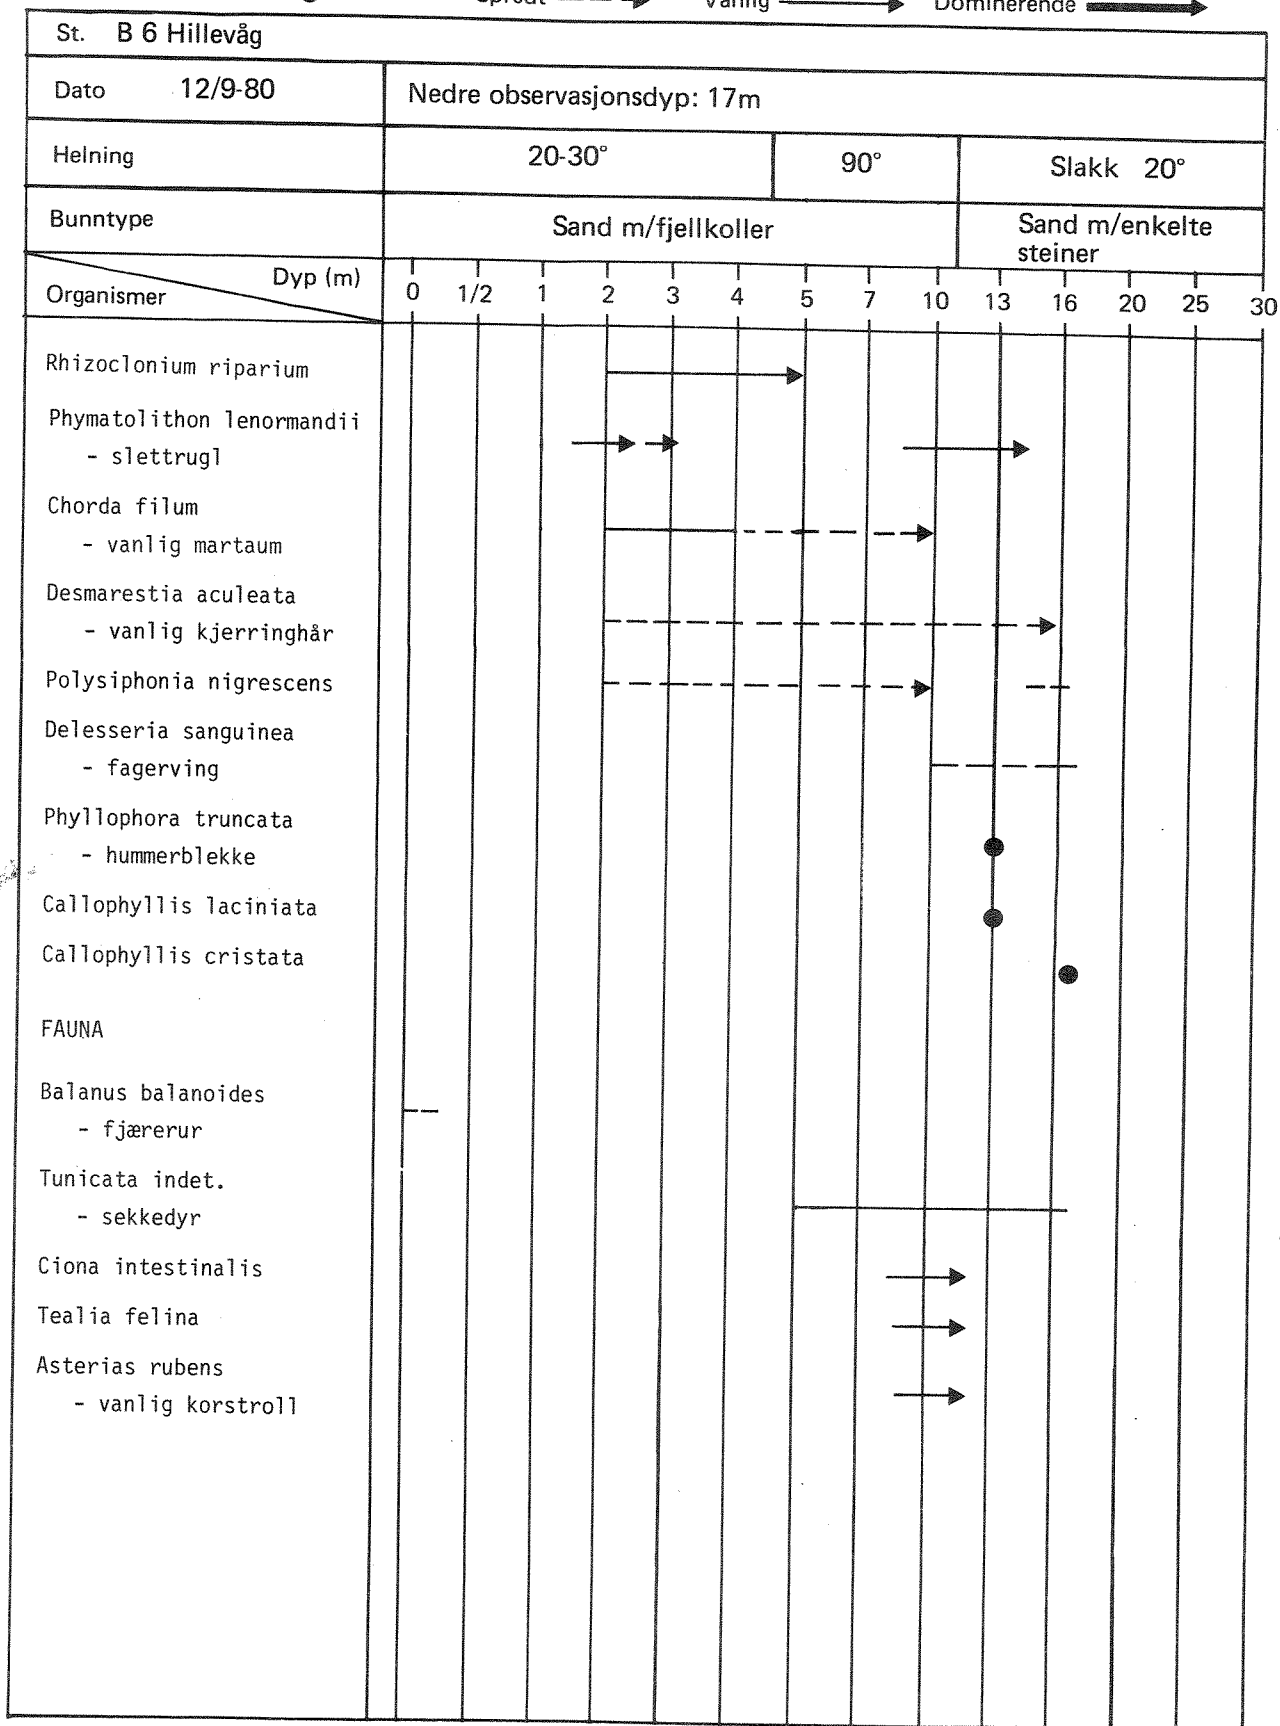 Spredt Vanlig Dominerende
St. B 6 Hillevåg
Dato 12/9-80 Nedre observasjonsdyp: 17m
Helning 20-30° 90° Slakk 20°
Bunntype Sand m/fjellkoller Sand m/enkelte
steiner
Dyp (m)
Organismer 0 1/2 1 2 3 4 5 7 10 13 16 20 25 30
Rhizoclonium riparium
Phymatolithon lenormandii
- slettrugl
Chorda filum
- vanlig martaum
Desmarestia aculeata
- vanlig kjerringhår
Polysiphonia nigrescens
Delesseria sanguinea
- fagerving
Phyllophora truncata
- hummerblekke
Callophyllis laciniata
Callophyllis cristata
FAUNA
Balanus balanoides
- fjærerur
Tunicata indet.
- sekkedyr
Ciona intestinalis
Tealia felina
Asterias rubens
- vanlig korstroll